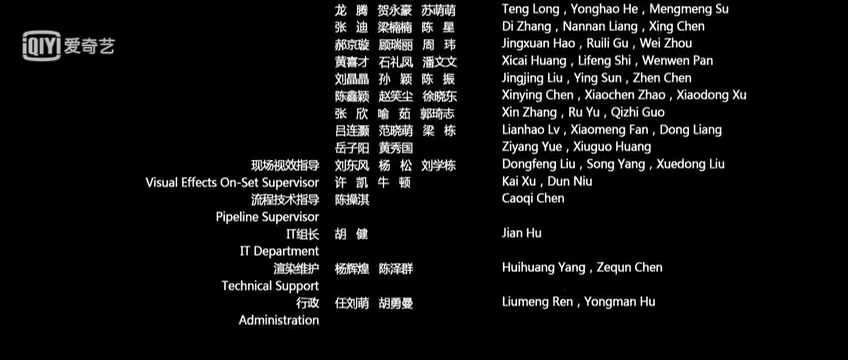 iQIYI 爱奇艺
龙 腾 贺永豪 苏萌萌 Teng Long , Yonghao He , Mengmeng Su
张 迪 梁楠楠 陈 星 Di Zhang , Nannan Liang , Xing Chen
郝京璇 顾瑞丽 周 玮 Jingxuan Hao , Ruili Gu , Wei Zhou
黄喜才 石礼凤 潘文文 Xicai Huang , Lifeng Shi , Wenwen Pan
刘晶晶 孙 颖 陈 振 Jingjing Liu , Ying Sun , Zhen Chen
陈鑫颖 赵笑尘 徐晓东 Xinying Chen , Xiaochen Zhao , Xiaodong Xu
张 欣 喻 茹 郭琦志 Xin Zhang , Ru Yu , Qizhi Guo
吕连灏 范晓萌 梁 栋 Lianhao Lv , Xiaomeng Fan , Dong Liang
岳子阳 黄秀国 Ziyang Yue , Xiuguo Huang
现场视效指导 刘东风 杨 松 刘学栋 Dongfeng Liu , Song Yang , Xuedong Liu
Visual Effects On-Set Supervisor 许 凯 牛 顿 Kai Xu , Dun Niu
流程技术指导 陈操淇 Caoqi Chen
Pipeline Supervisor
IT组长 胡 健 Jian Hu
IT Department
渲染维护 杨辉煌 陈泽群 Huihuang Yang , Zequn Chen
Technical Support
行政 任刘萌 胡勇曼 Liumeng Ren , Yongman Hu
Administration